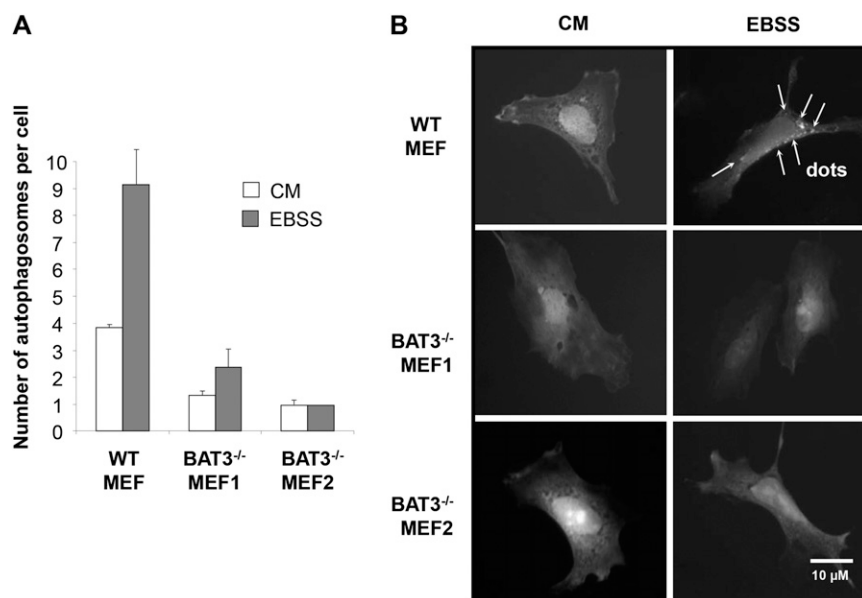 A
Number of autophagosomes per cell
10
9
8
7
6
5
4
3
2
1
0
CM
EBSS
WT
MEF
BAT3-/-
MEF1
BAT3-/-
MEF2
B
CM
EBSS
WT
MEF
dots
BAT3-/-
MEF1
BAT3-/-
MEF2
10 µM